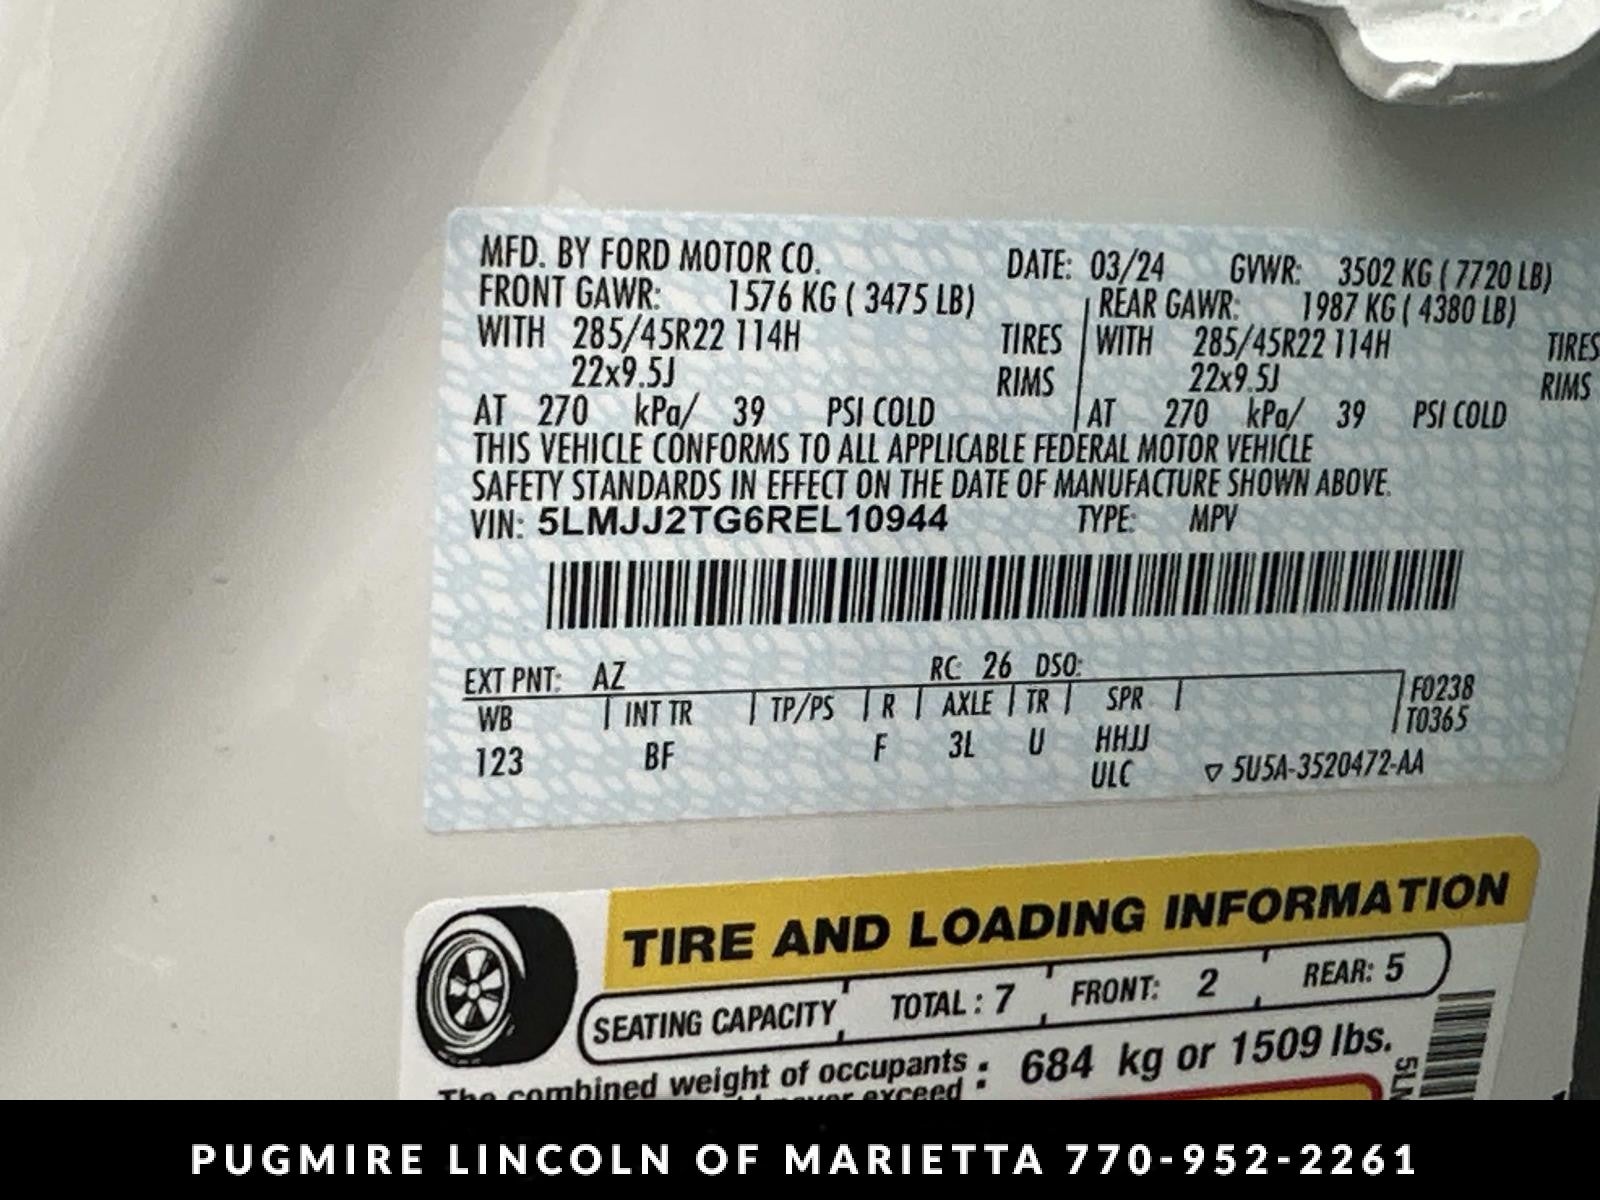 MFD. BY FORD MOTOR CO. DATE: 03/24 GVWR: 3502 KG ( 7720 LB)
FRONT GAWR: 1576 KG ( 3475 LB) REAR GAWR: 1987 KG ( 4380 LB)
WITH 285/45R22 114H TIRES WITH 285/45R22 114H TIRES
22x9.5J RIMS 22x9.5J RIMS
AT 270 kPa/ 39 PSI COLD AT 270 kPa/ 39 PSI COLD
THIS VEHICLE CONFORMS TO ALL APPLICABLE FEDERAL MOTOR VEHICLE
SAFETY STANDARDS IN EFFECT ON THE DATE OF MANUFACTURE SHOWN ABOVE.
VIN: 5LMJJ2TG6REL10944 TYPE: MPV
EXT PNT: AZ RC: 26 DSO:
WB INT TR TP/PS R AXLE TR SPR F0238
T0365
123 BF F 3L U HHJJ
ULC ▽ 5U5A-3520472-AA
TIRE AND LOADING INFORMATION
SEATING CAPACITY TOTAL : 7 FRONT: 2 REAR: 5
The combined weight of occupants : 684 kg or 1509 lbs.
never exceed
5LM
PUGMIRE LINCOLN OF MARIETTA 770-952-2261